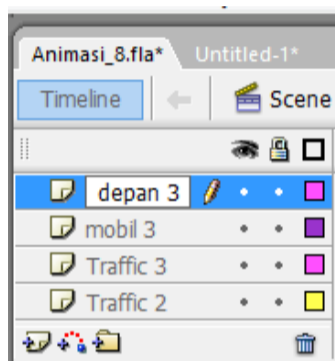 Animasi_8.fla* Untitled-1*
Timeline Scene
depan 3
mobil 3
Traffic 3
Traffic 2